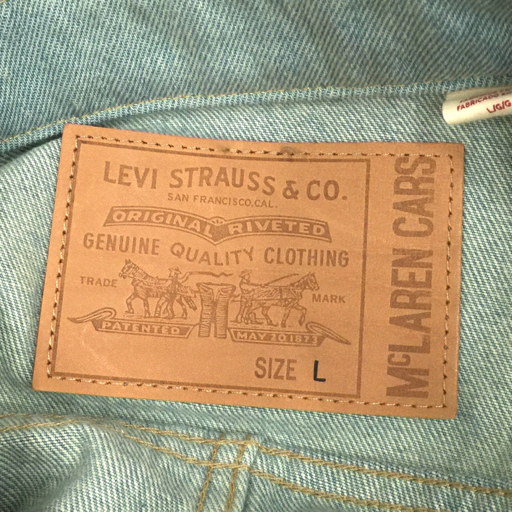 LEVI STRAUSS & CO.
SAN FRANCISCO, CAL.
ORIGINAL RIVETED
GENUINE QUALITY CLOTHING
TRADE MARK
PATENTED MAY 20 1873
SIZE L
McLAREN CARS
FABRICADO